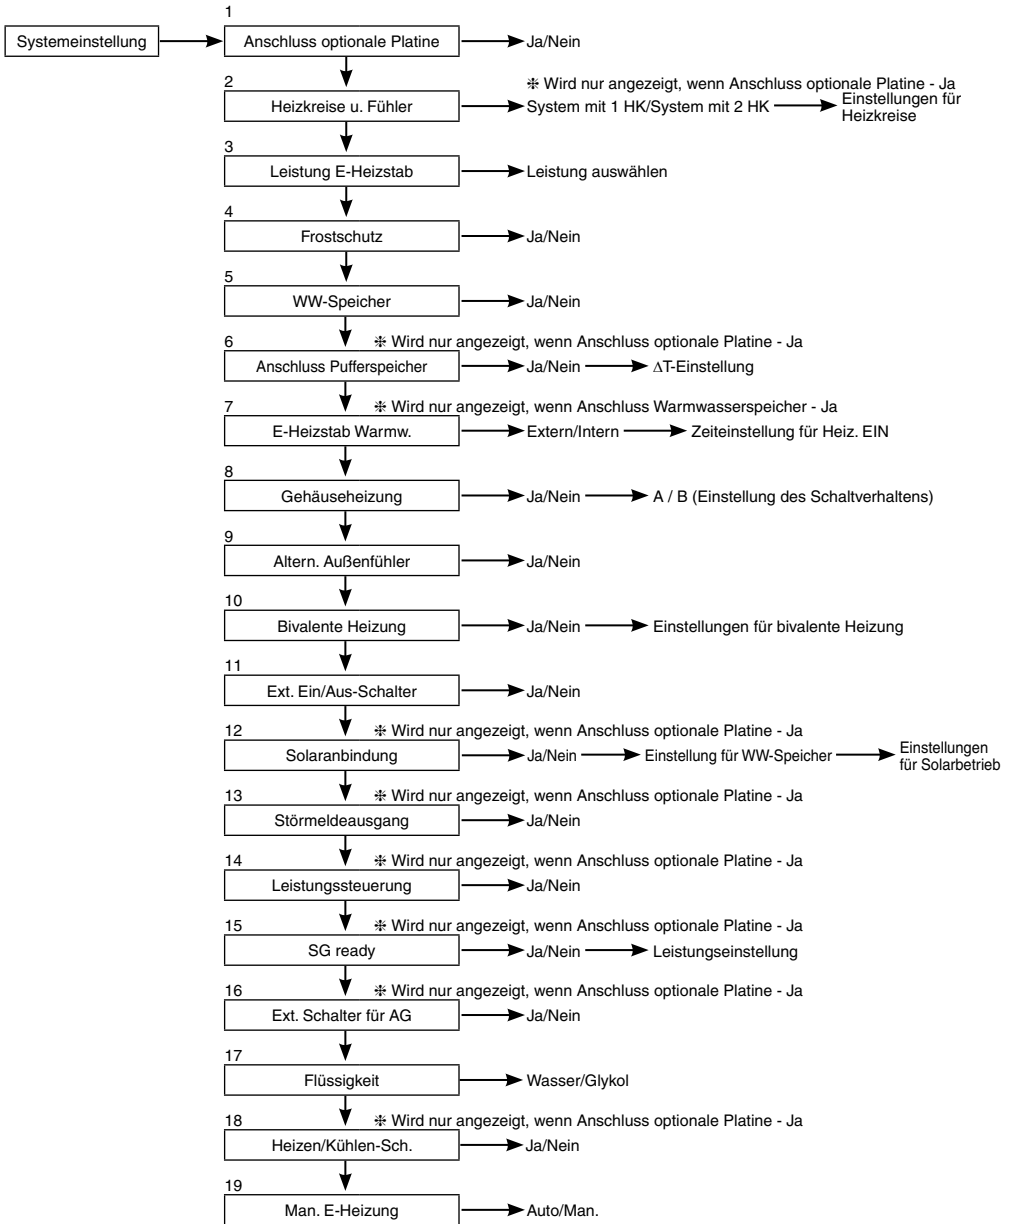 1
Systemeinstellung
Anschluss optionale Platine
Ja/Nein
2
❈ Wird nur angezeigt, wenn Anschluss optionale Platine - Ja
Heizkreise u. Fühler
System mit 1 HK/System mit 2 HK
Einstellungen für
Heizkreise
3
Leistung E-Heizstab
Leistung auswählen
4
Frostschutz
Ja/Nein
5
WW-Speicher
Ja/Nein
6
❈ Wird nur angezeigt, wenn Anschluss optionale Platine - Ja
Anschluss Pufferspeicher
Ja/Nein
ΔT-Einstellung
7
❈ Wird nur angezeigt, wenn Anschluss Warmwasserspeicher - Ja
E-Heizstab Warmw.
Extern/Intern
Zeiteinstellung für Heiz. EIN
8
Gehäuseheizung
Ja/Nein
A / B (Einstellung des Schaltverhaltens)
9
Altern. Außenfühler
Ja/Nein
10
Bivalente Heizung
Ja/Nein
Einstellungen für bivalente Heizung
11
Ext. Ein/Aus-Schalter
Ja/Nein
12
❈ Wird nur angezeigt, wenn Anschluss optionale Platine - Ja
Solaranbindung
Ja/Nein
Einstellung für WW-Speicher
Einstellungen
für Solarbetrieb
13
❈ Wird nur angezeigt, wenn Anschluss optionale Platine - Ja
Störmeldeausgang
Ja/Nein
14
❈ Wird nur angezeigt, wenn Anschluss optionale Platine - Ja
Leistungssteuerung
Ja/Nein
15
❈ Wird nur angezeigt, wenn Anschluss optionale Platine - Ja
SG ready
Ja/Nein
Leistungseinstellung
16
❈ Wird nur angezeigt, wenn Anschluss optionale Platine - Ja
Ext. Schalter für AG
Ja/Nein
17
Flüssigkeit
Wasser/Glykol
18
❈ Wird nur angezeigt, wenn Anschluss optionale Platine - Ja
Heizen/Kühlen-Sch.
Ja/Nein
19
Man. E-Heizung
Auto/Man.